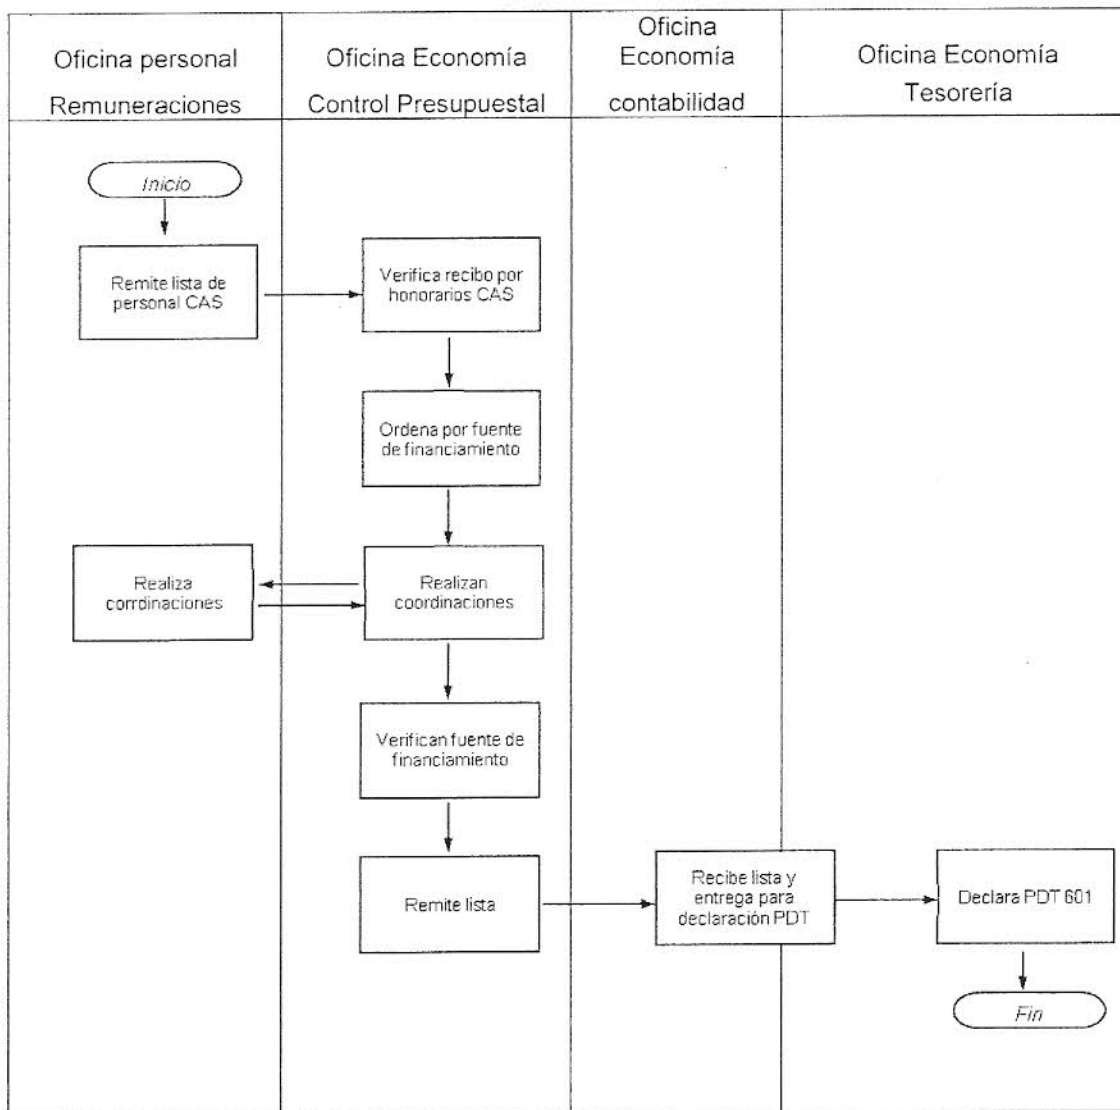 Oficina personal
Remuneraciones
Oficina Economía
Control Presupuestal
Oficina
Economía
contabilidad
Oficina Economía
Tesorería
Inicio
Remite lista de
personal CAS
Verifica recibo por
honorarios CAS
Ordena por fuente
de financiamiento
Realiza
corrdinaciones
Realizan
coordinaciones
Verifican fuente de
financiamiento
Remite lista
Recibe lista y
entrega para
declaración PDT
Declara PDT 601
Fin